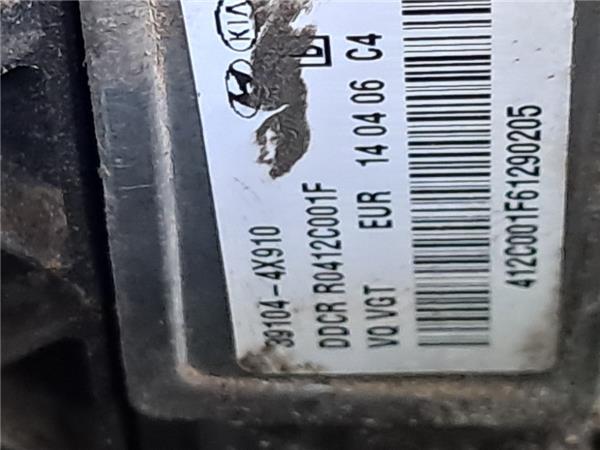 KIA
D
39104-4X910
DDCR R0412C001F
VQ VGT EUR 14 04 06 C4
412C001F61290205